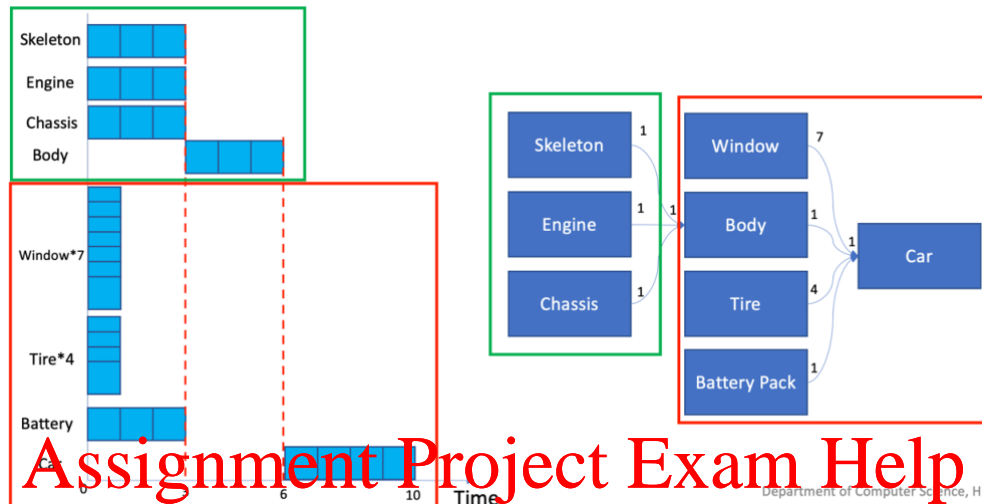 Skeleton
Engine
Chassis
Body
Window*7
Tire*4
Battery
Car
0
3
6
10
Time
Skeleton
Engine
Chassis
1
1
1
1
Window
Body
Tire
Battery Pack
7
1
4
1
1
Car
Assignment Project Exam Help
Department of Computer Science, H